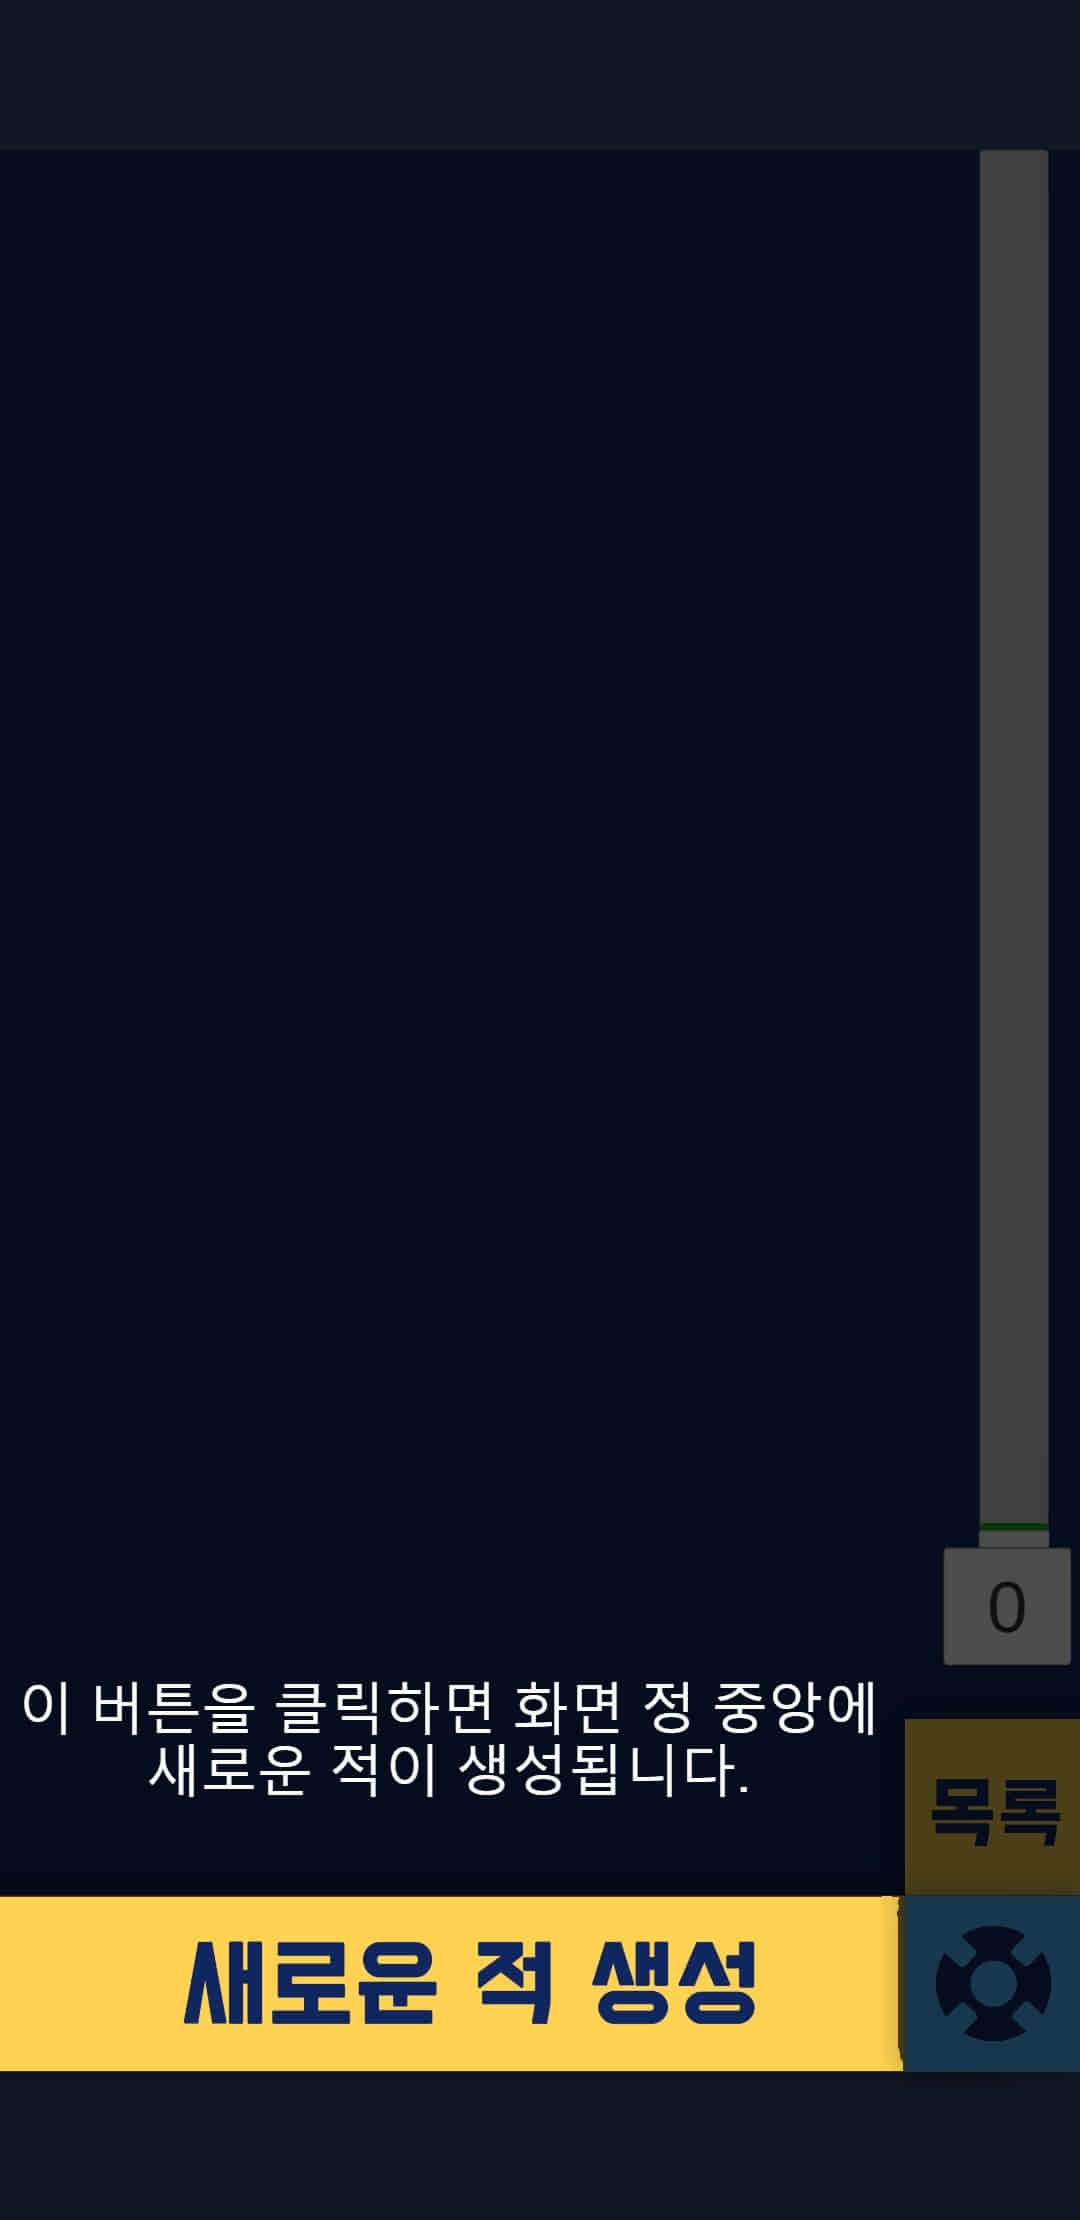 0
이 버튼을 클릭하면 화면 정 중앙에
새로운 적이 생성됩니다.
목록
새로운 적 생성